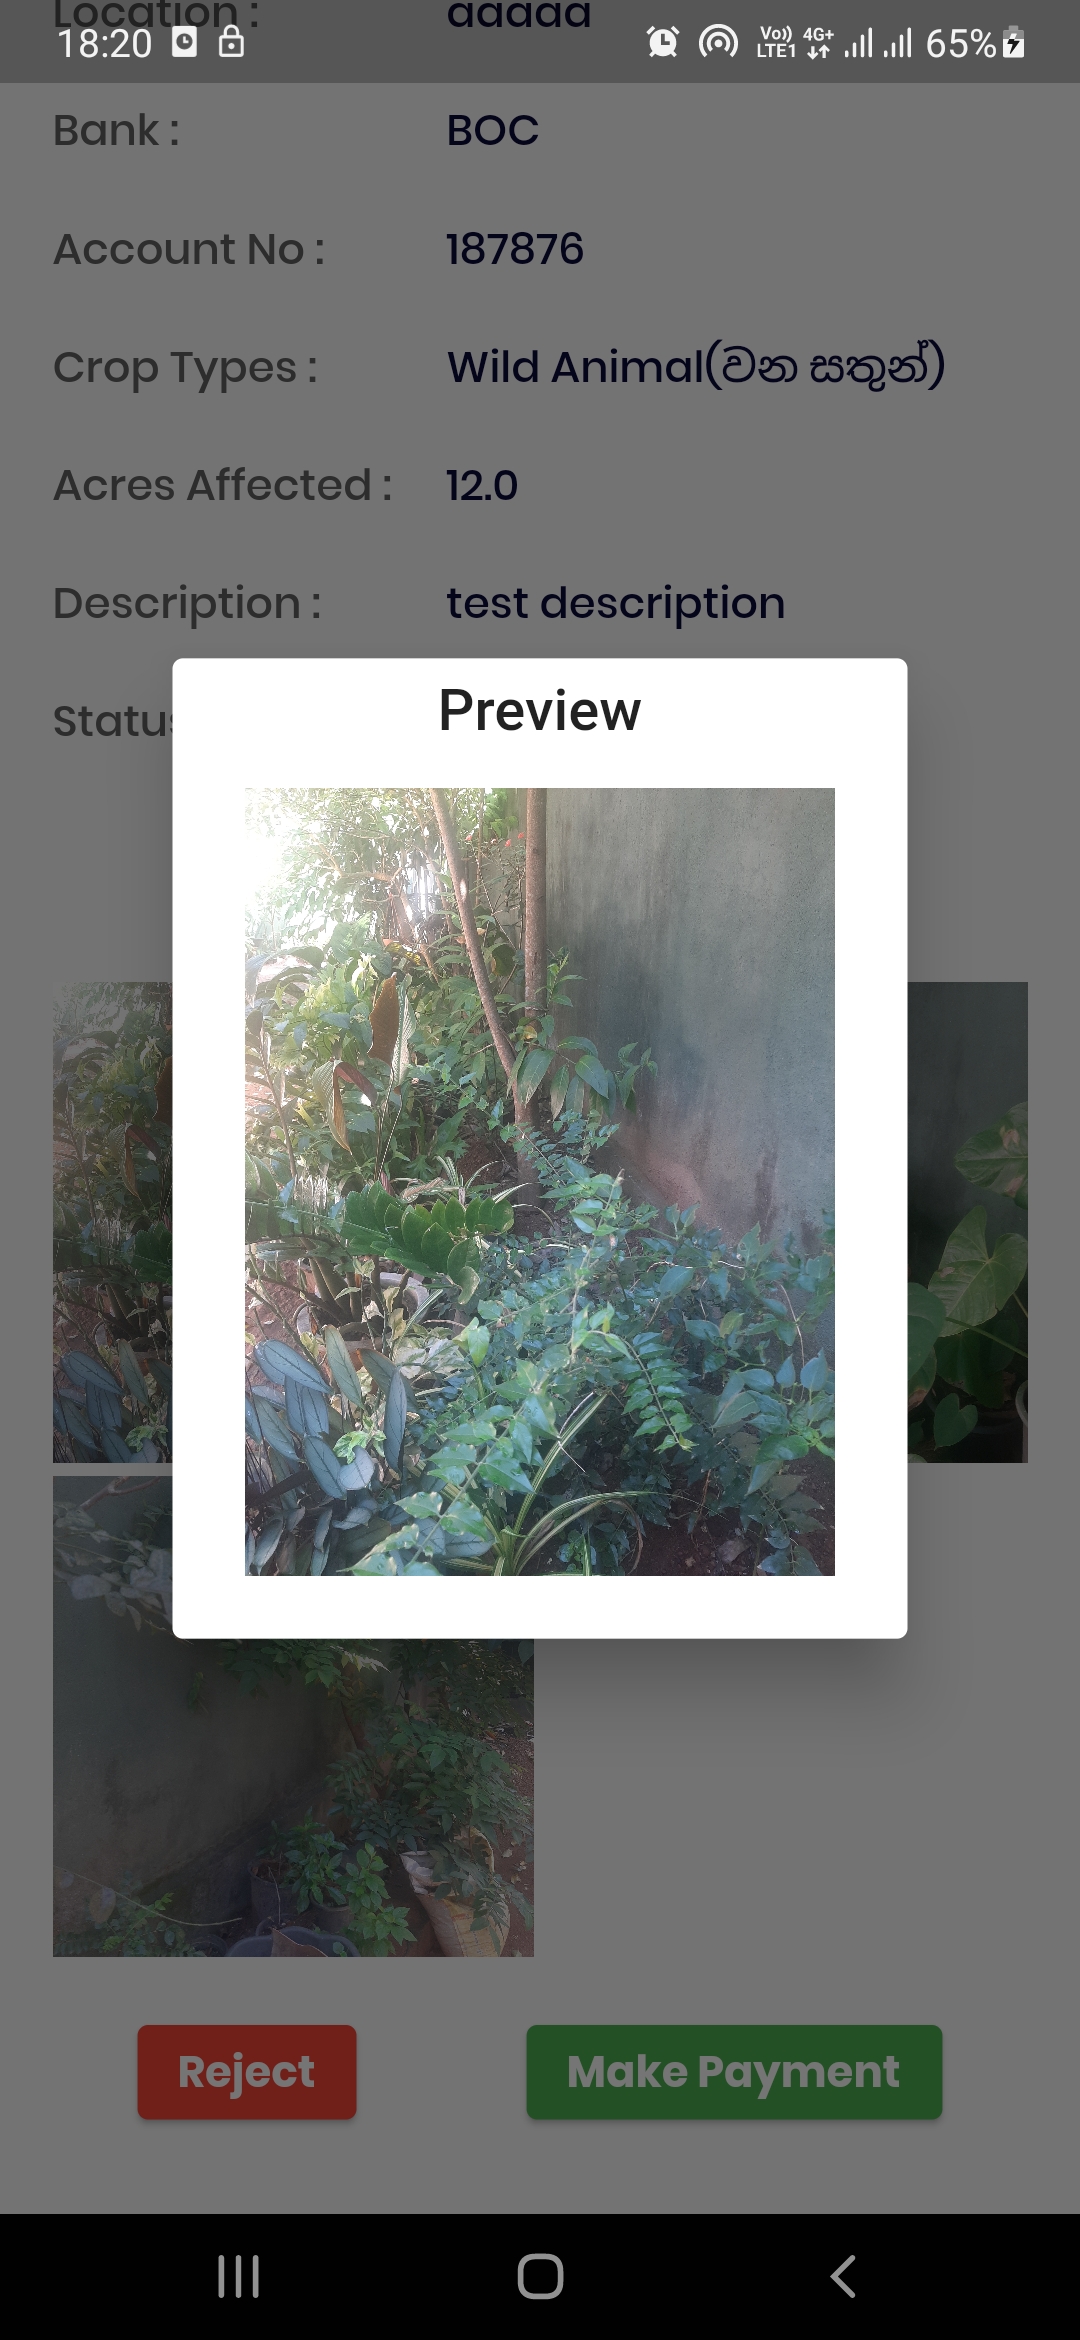 Location : aaaaa
18:20 Vo)) LTE1 4G+ 65%
Bank : BOC
Account No : 187876
Crop Types : Wild Animal(වන සතුන්)
Acres Affected : 12.0
Description : test description
Status
Preview
Reject Make Payment